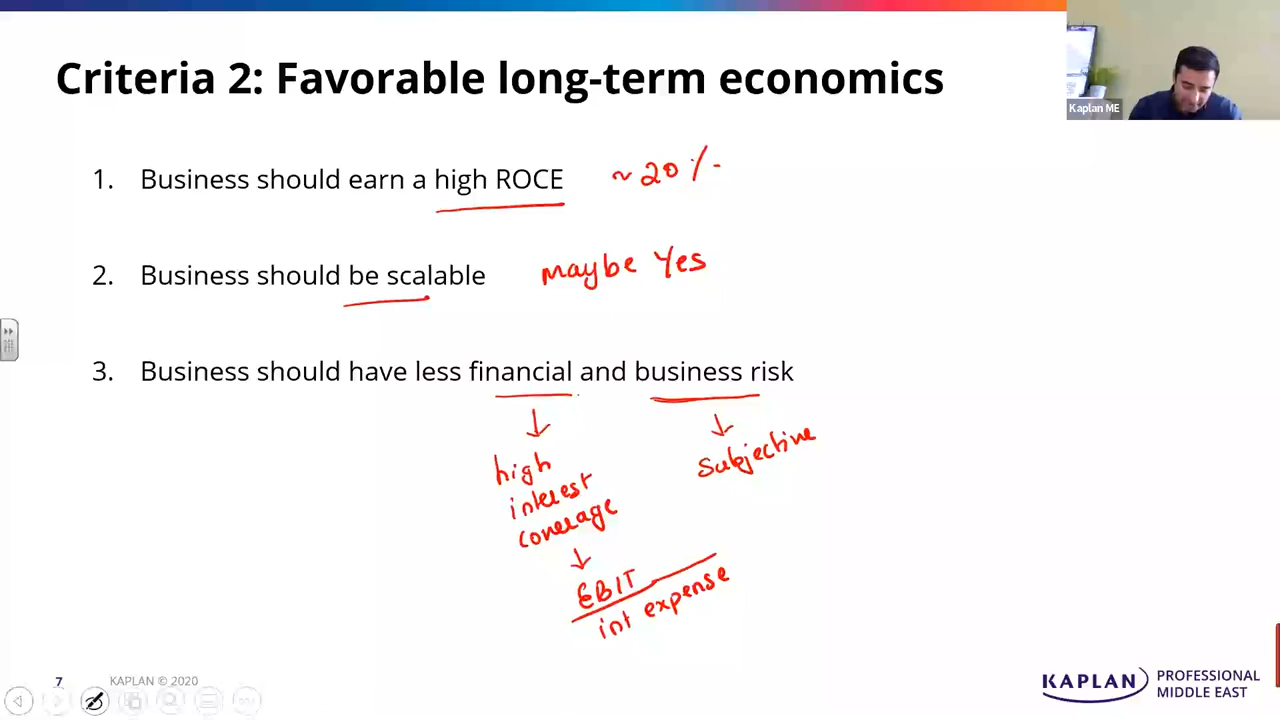 Criteria 2: Favorable long-term economics
Kaplan ME
1. Business should earn a high ROCE ~20%
2. Business should be scalable maybe Yes
3. Business should have less financial and business risk
↓ ↓
high
interest
coverage
Subjective
↓
EBIT
int expense
7 KAPLAN © 2020
KAPLAN PROFESSIONAL
MIDDLE EAST